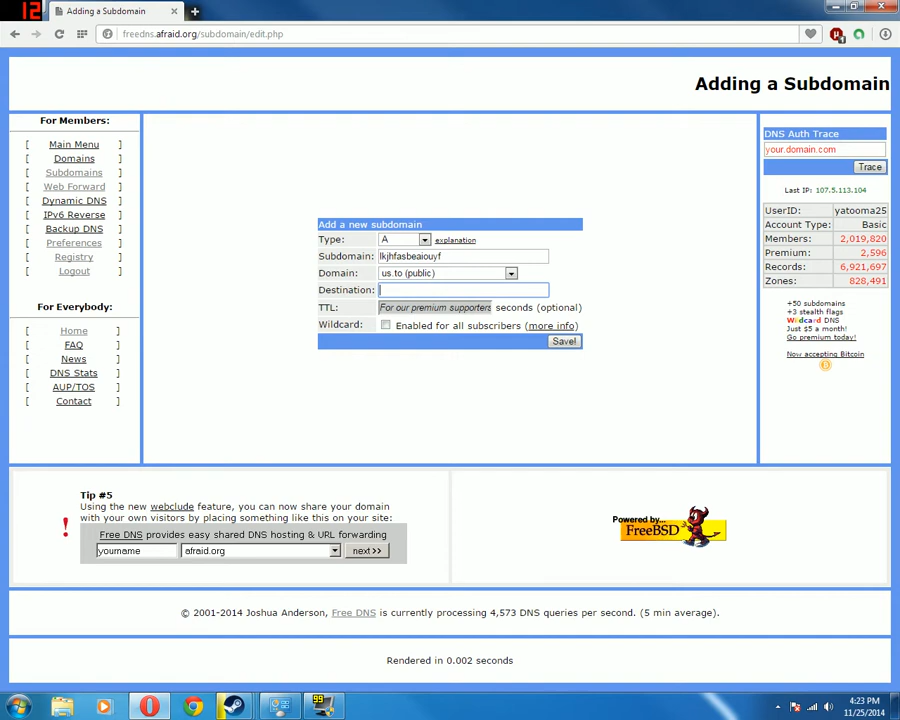 12
Adding a Subdomain
freedns.afraid.org/subdomain/edit.php
Adding a Subdomain
For Members:
[ Main Menu ]
[ Domains ]
[ Subdomains ]
[ Web Forward ]
[ Dynamic DNS ]
[ IPv6 Reverse ]
[ Backup DNS ]
[ Preferences ]
[ Registry ]
[ Logout ]
For Everybody:
[ Home ]
[ FAQ ]
[ News ]
[ DNS Stats ]
[ AUP/TOS ]
[ Contact ]
Add a new subdomain
Type: A explanation
Subdomain: lkjhfasbeaiouyf
Domain: us.to (public)
Destination:
TTL: For our premium supporters seconds (optional)
Wildcard: Enabled for all subscribers (more info)
Save!
DNS Auth Trace
your.domain.com
Trace
Last IP: 107.5.113.104
UserID: yatooma25
Account Type: Basic
Members: 2,019,820
Premium: 2,596
Records: 6,921,697
Zones: 828,491
+50 subdomains
+3 stealth flags
Wildcard DNS
Just $5 a month!
Go premium today!
Now accepting Bitcoin
Tip #5
Using the new webclude feature, you can now share your domain
with your own visitors by placing something like this on your site:
! Free DNS provides easy shared DNS hosting & URL forwarding
yourname afraid.org next >>
Powered by...
FreeBSD
© 2001-2014 Joshua Anderson, Free DNS is currently processing 4,573 DNS queries per second. (5 min average).
Rendered in 0.002 seconds
99
4:23 PM
11/25/2014